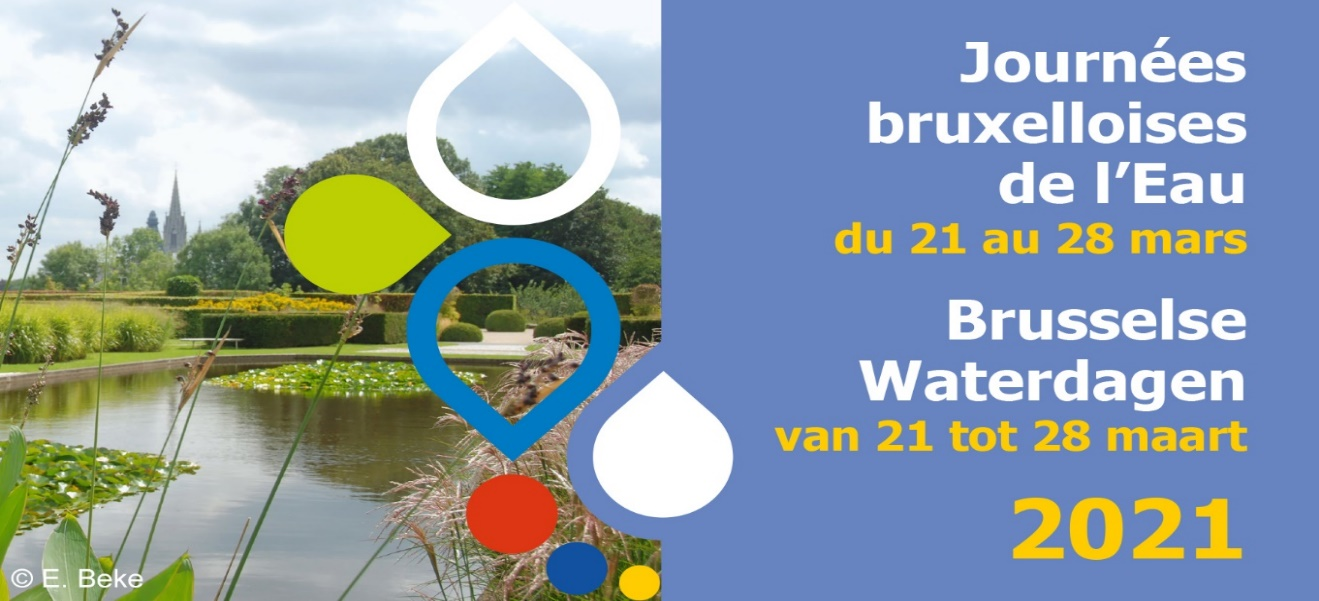 Journées
bruxelloises
de l’Eau
du 21 au 28 mars
Brusselse
Waterdagen
van 21 tot 28 maart
2021
© E. Beke